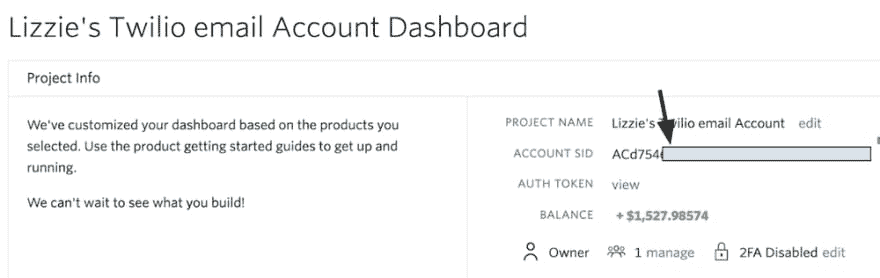 Lizzie's Twilio email Account Dashboard
Project Info
We've customized your dashboard based on the products you
selected. Use the product getting started guides to get up and
running.
We can't wait to see what you build!
PROJECT NAME Lizzie's Twilio email Account edit
ACCOUNT SID ACd754
AUTH TOKEN view
BALANCE + $1,527.98574
Owner 1 manage 2FA Disabled edit